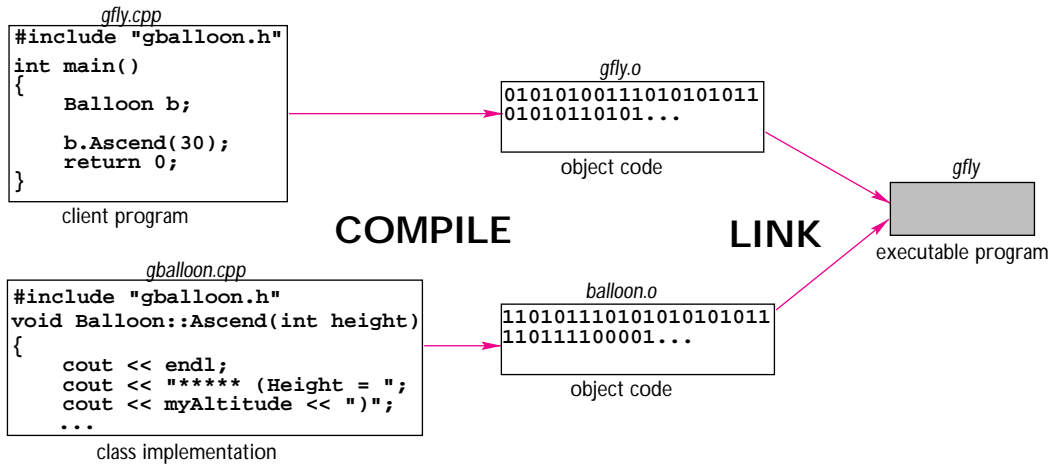 gfly.cpp
#include "gballoon.h"
int main()
{
    Balloon b;
    b.Ascend(30);
    return 0;
}
client program
gfly.o
01010100111010101011
01010110101...
object code
COMPILE
LINK
gfly
executable program
gballoon.cpp
#include "gballoon.h"
void Balloon::Ascend(int height)
{
    cout << endl;
    cout << "***** (Height = ";
    cout << myAltitude << ")";
    ...
class implementation
balloon.o
110101110101010101011
110111100001...
object code